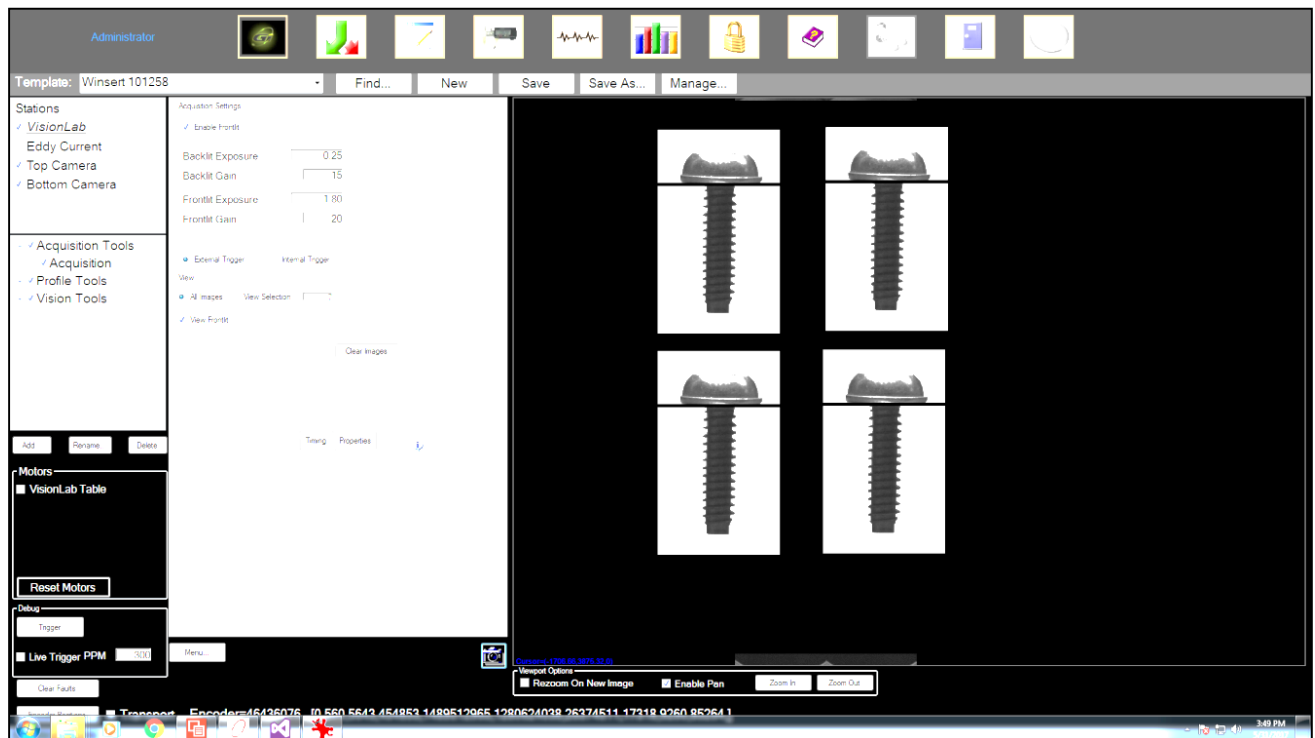 Administrator
Template: Winsert 101258 Find... New Save Save As... Manage...
Stations
VisionLab
Eddy Current
Top Camera
Bottom Camera
Acquisition Tools
Acquisition
Profile Tools
Vision Tools
Add Rename Delete
Acquisition Settings
Enable Frontlit
Backlit Exposure 0.25
Backlit Gain 15
Frontlit Exposure 1.80
Frontlit Gain 20
External Trigger Internal Trigger
View
All Images View Selection
View Frontlit
Clear Images
Timing Properties
Motors
VisionLab Table
Reset Motors
Debug
Trigger
Live Trigger PPM 300
Menu...
Clear Faults
Viewport Options
Rezoom On New Image Enable Pan Zoom In Zoom Out
Transport Encoder=46436076
3:49 PM